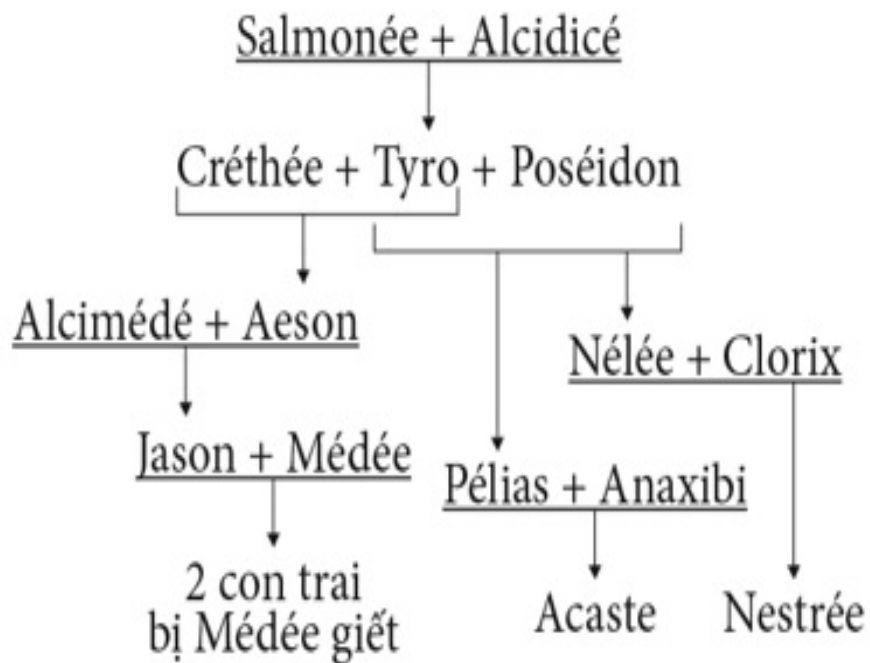 Salmonée + Alcidicé
Créthée + Tyro + Poséidon
Alcimédé + Aeson
Nélée + Clorix
Jason + Médée
Pélias + Anaxibi
2 con trai
bị Médée giết
Acaste
Nestrée